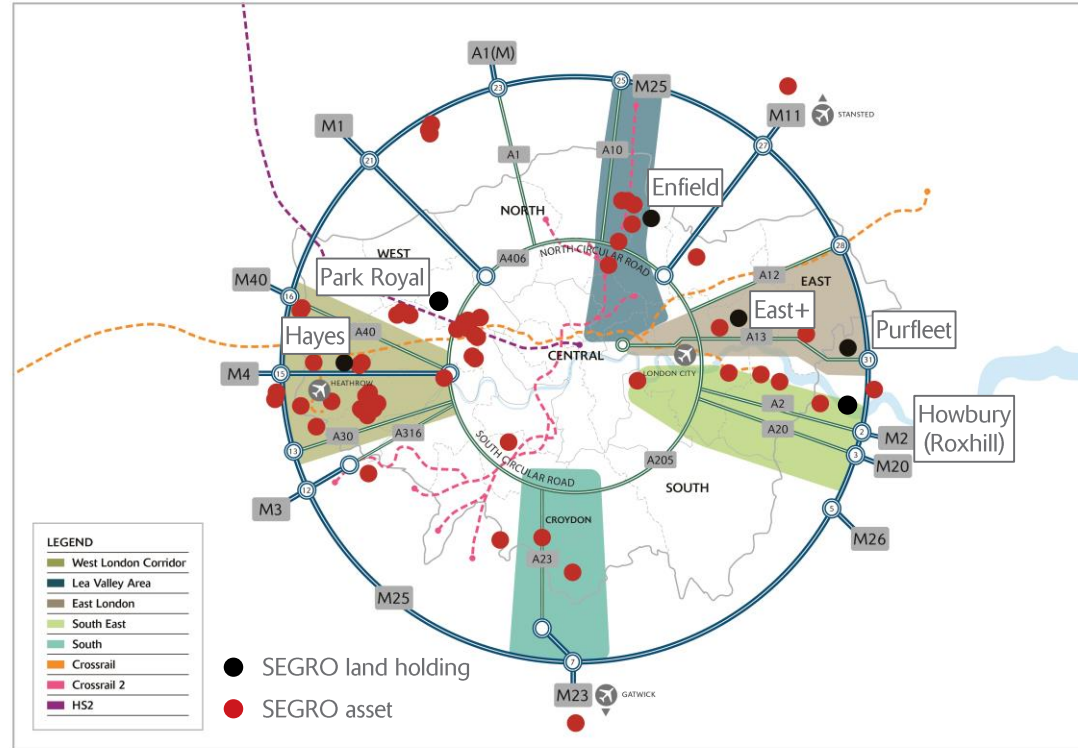 A1(M)
23
25
M25
M11
STANSTED
M1
27
21
A1
A10
Enfield
NORTH
A406
NORTH CIRCULAR ROAD
28
WEST
A12
EAST
M40
Park Royal
16
East+
Hayes
A40
A13
Purfleet
CENTRAL
31
M4
15
HEATHROW
LONDON CITY
A2
Howbury
(Roxhill)
A30
A316
A20
2
M2
13
SOUTH CIRCULAR ROAD
A205
3
M20
12
SOUTH
M3
5
M26
CROYDON
A23
LEGEND
West London Corridor
Lea Valley Area
East London
South East
South
Crossrail
Crossrail 2
HS2
M25
SEGRO land holding
SEGRO asset
7
M23
GATWICK